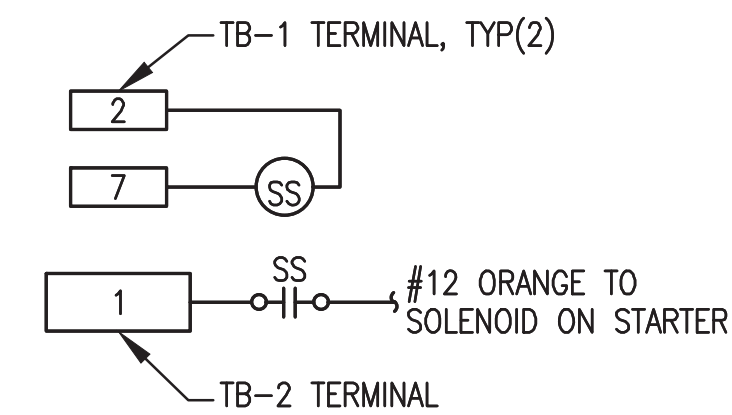 TB-1 TERMINAL, TYP(2)
2
7
SS
SS
1
#12 ORANGE TO
SOLENOID ON STARTER
TB-2 TERMINAL